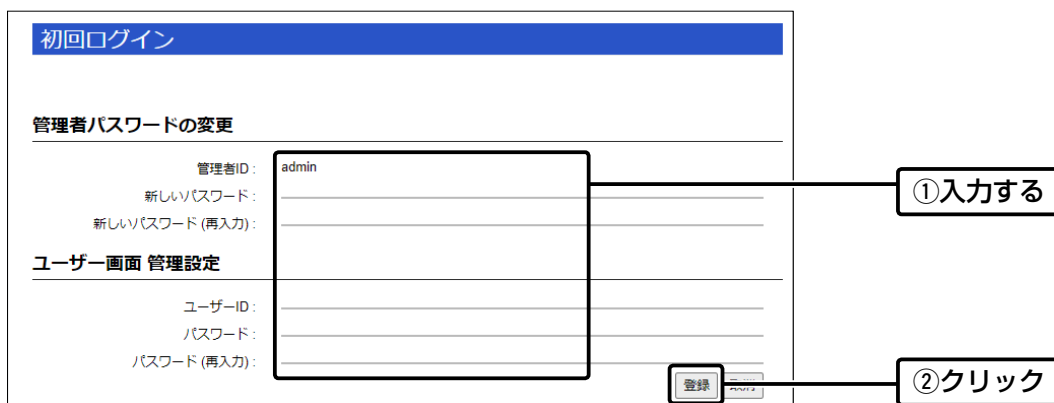 初回ログイン
管理者パスワードの変更
管理者ID : admin
新しいパスワード :
新しいパスワード (再入力) :
①入力する
ユーザー画面 管理設定
ユーザーID :
パスワード :
パスワード (再入力) :
登録
②クリック